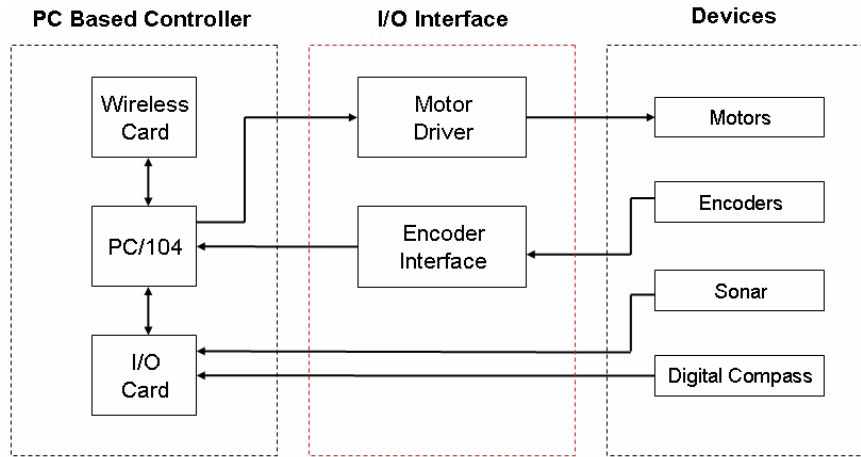 PC Based Controller
I/O Interface
Devices
Wireless
Card
Motor
Driver
Motors
PC/104
Encoder
Interface
Encoders
Sonar
I/O
Card
Digital Compass